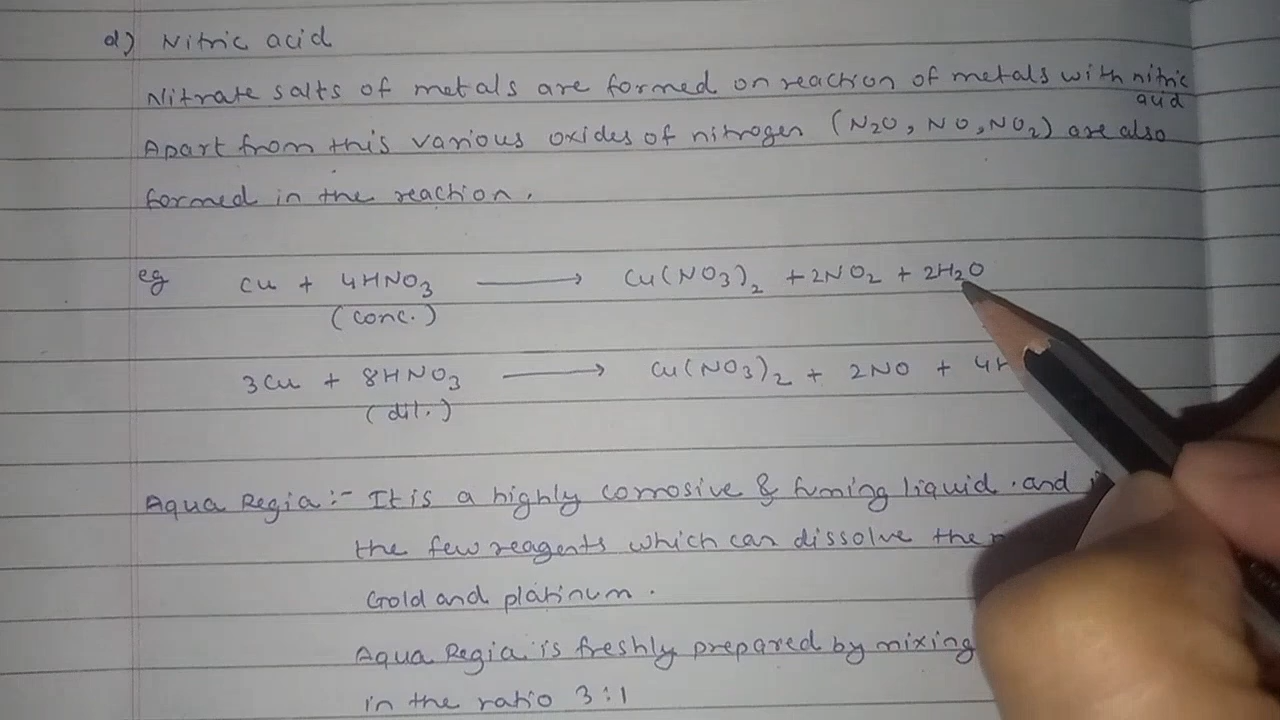 d) Nitric acid
Nitrate salts of metals are formed on reaction of metals with nitric
acid
Apart from this various oxides of nitrogen (N2O, NO, NO2) are also
formed in the reaction.
eg Cu + 4HNO3 ⟶ Cu(NO3)2 + 2NO2 + 2H2O
(conc.)
3Cu + 8HNO3 ⟶ Cu(NO3)2 + 2NO + 4H
(dil.)
Aqua Regia :- It is a highly corrosive & fuming liquid . and
the few reagents which can dissolve the
Gold and platinum .
Aqua Regia is freshly prepared by mixing
in the ratio 3:1